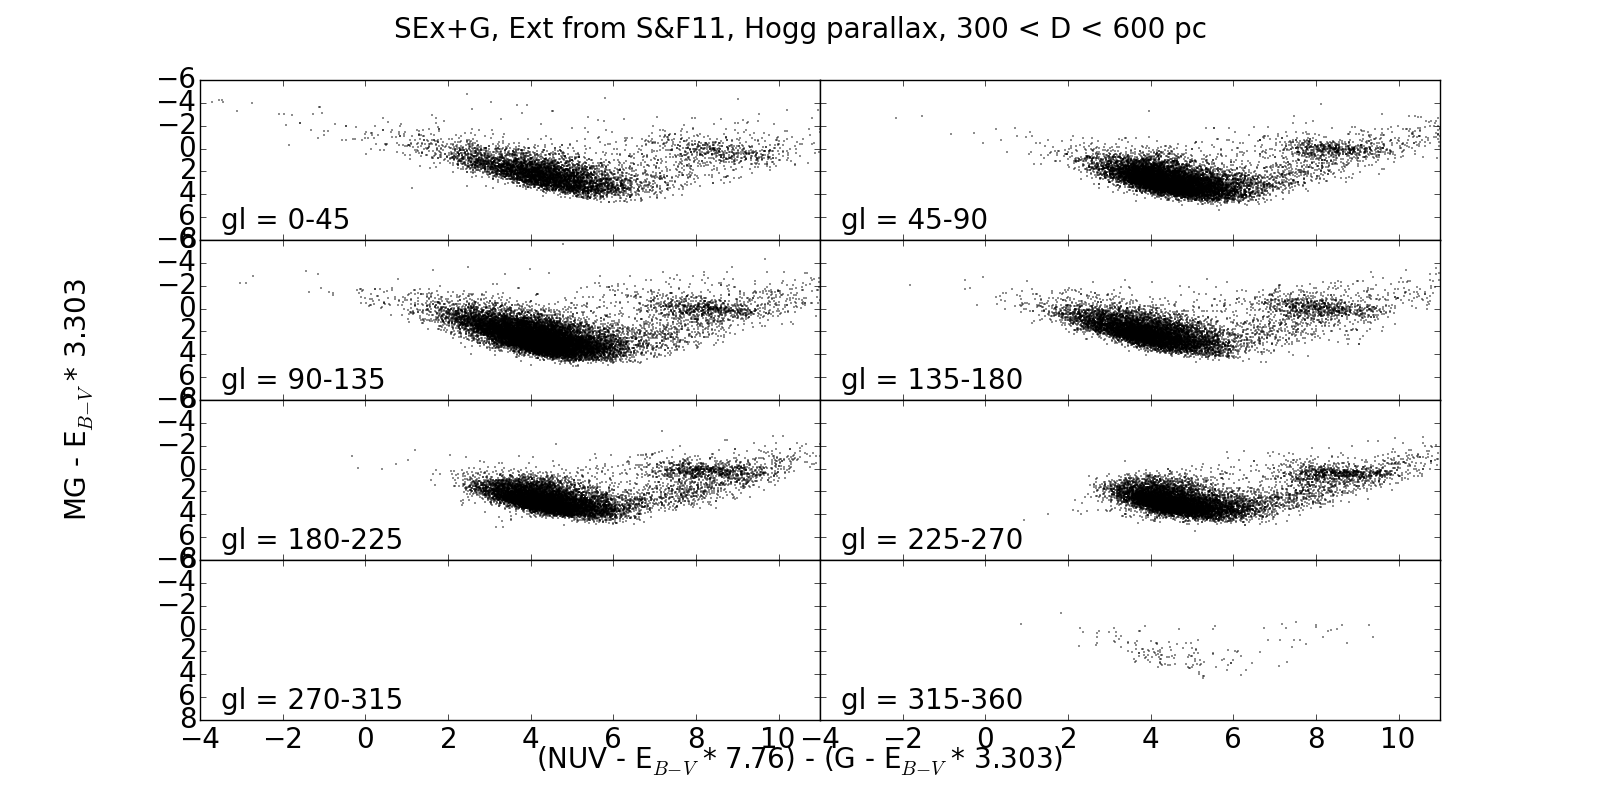 SEx+G, Ext from S&F11, Hogg parallax, 300 < D < 600 pc
MG - E_{B−V} * 3.303
−6
−4
−2
0
2
4
6
8
gl = 0-45
gl = 45-90
−6
−4
−2
0
2
4
6
8
gl = 90-135
gl = 135-180
−6
−4
−2
0
2
4
6
8
gl = 180-225
gl = 225-270
−6
−4
−2
0
2
4
6
8
gl = 270-315
gl = 315-360
−4 −2 0 2 4 6 8 10 −4 −2 0 2 4 6 8 10
(NUV - E_{B−V} * 7.76) - (G - E_{B−V} * 3.303)